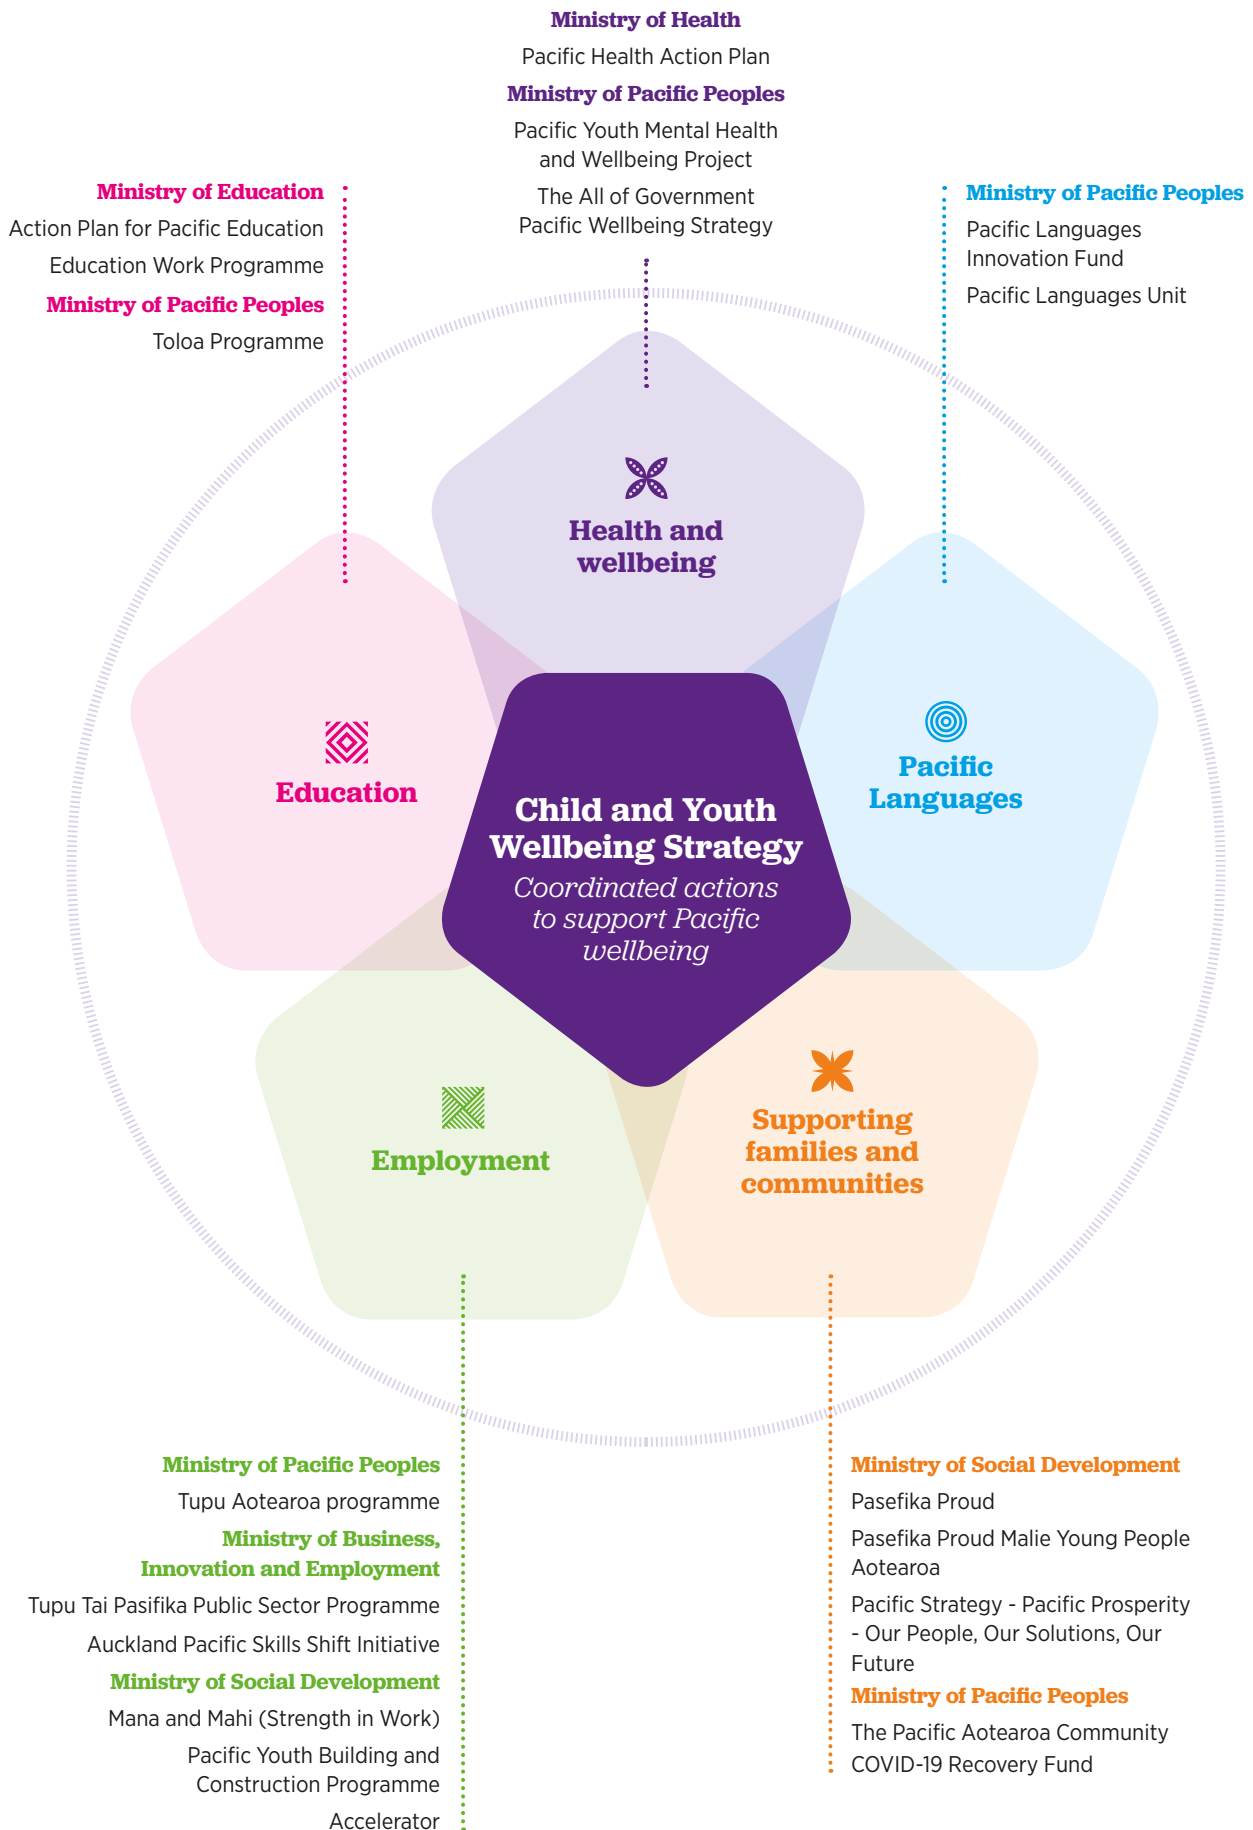 Ministry of Health
Pacific Health Action Plan
Ministry of Pacific Peoples
Pacific Youth Mental Health
and Wellbeing Project
The All of Government
Pacific Wellbeing Strategy
Ministry of Education
Action Plan for Pacific Education
Education Work Programme
Ministry of Pacific Peoples
Toloa Programme
Ministry of Pacific Peoples
Pacific Languages
Innovation Fund
Pacific Languages Unit
Health and
wellbeing
Education
Pacific
Languages
Child and Youth
Wellbeing Strategy
Coordinated actions
to support Pacific
wellbeing
Employment
Supporting
families and
communities
Ministry of Pacific Peoples
Tupu Aotearoa programme
Ministry of Business,
Innovation and Employment
Tupu Tai Pasifika Public Sector Programme
Auckland Pacific Skills Shift Initiative
Ministry of Social Development
Mana and Mahi (Strength in Work)
Pacific Youth Building and
Construction Programme
Accelerator
Ministry of Social Development
Pasefika Proud
Pasefika Proud Malie Young People
Aotearoa
Pacific Strategy - Pacific Prosperity
- Our People, Our Solutions, Our
Future
Ministry of Pacific Peoples
The Pacific Aotearoa Community
COVID-19 Recovery Fund